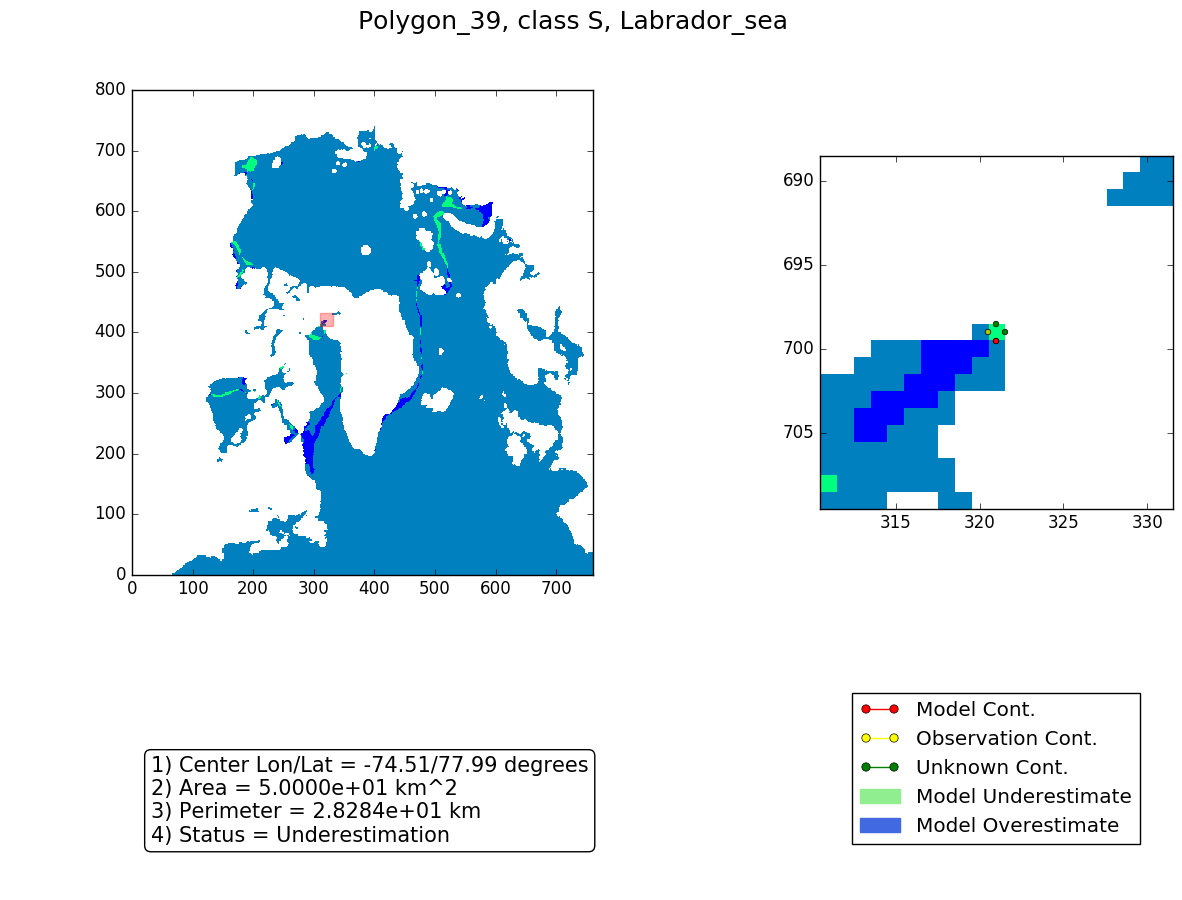 Polygon_39, class S, Labrador_sea
800
700
600
500
400
300
200
100
0
0 100 200 300 400 500 600 700
690
695
700
705
315 320 325 330
1) Center Lon/Lat = -74.51/77.99 degrees
2) Area = 5.0000e+01 km^2
3) Perimeter = 2.8284e+01 km
4) Status = Underestimation
Model Cont.
Observation Cont.
Unknown Cont.
Model Underestimate
Model Overestimate